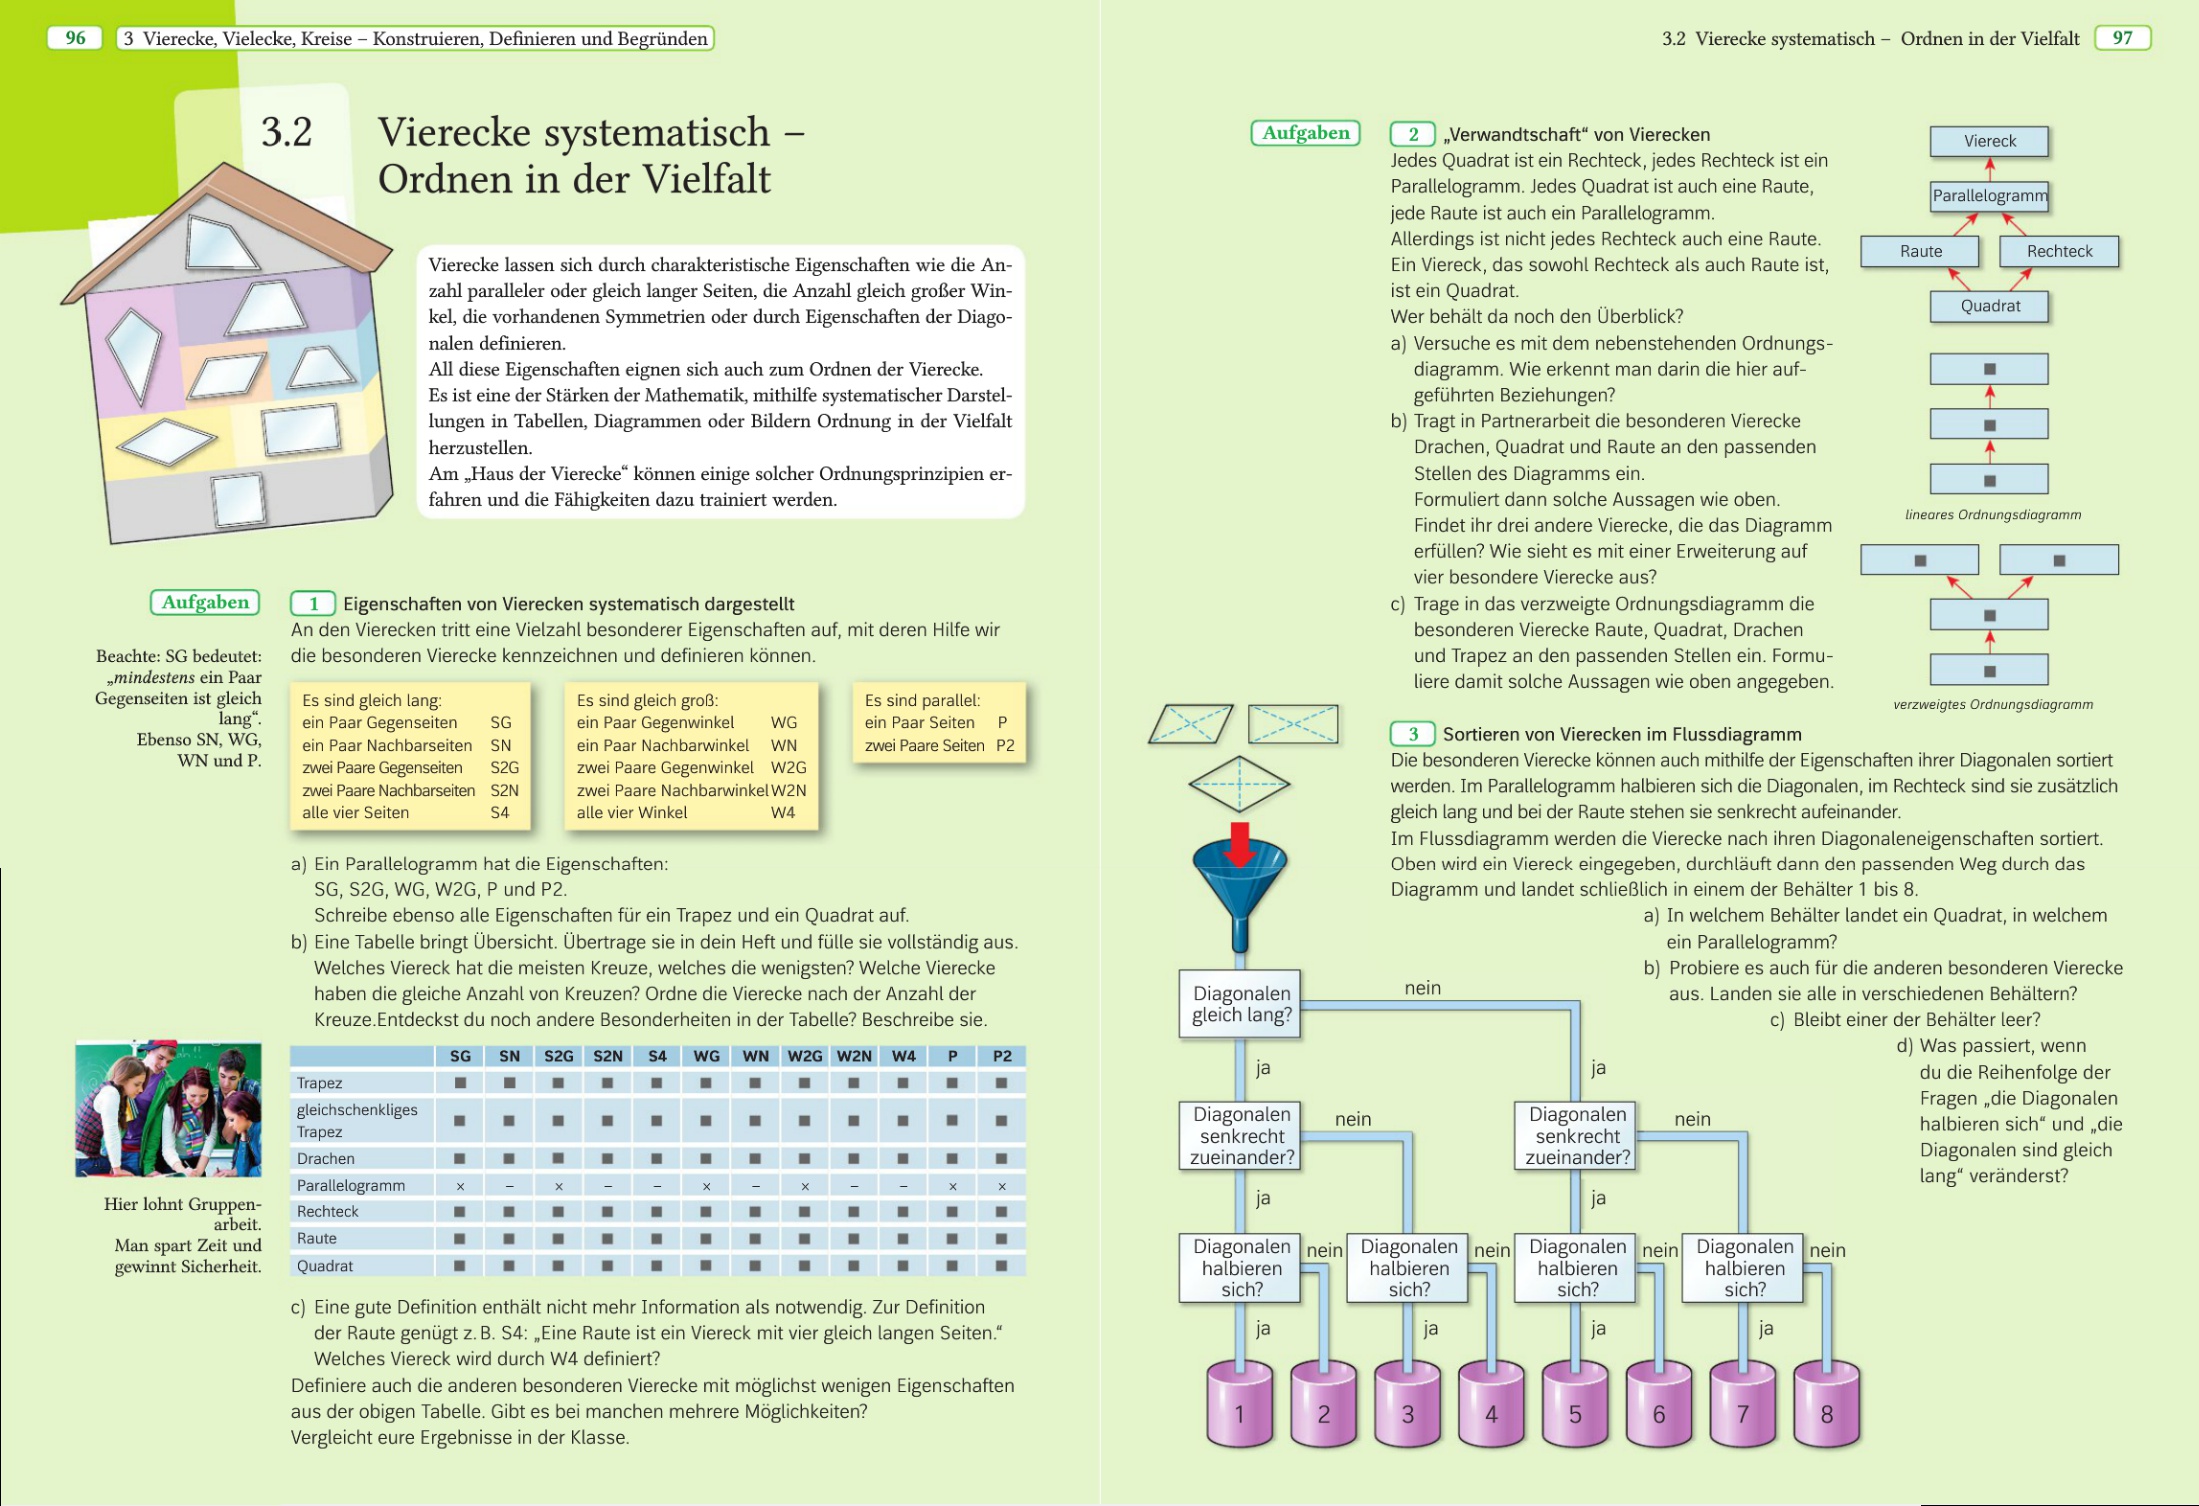 96
3 Vierecke, Vielecke, Kreise – Konstruieren, Definieren und Begründen
3.2 Vierecke systematisch –
Ordnen in der Vielfalt
Vierecke lassen sich durch charakteristische Eigenschaften wie die An-
zahl paralleler oder gleich langer Seiten, die Anzahl gleich großer Win-
kel, die vorhandenen Symmetrien oder durch Eigenschaften der Diago-
nalen definieren.
All diese Eigenschaften eignen sich auch zum Ordnen der Vierecke.
Es ist eine der Stärken der Mathematik, mithilfe systematischer Darstel-
lungen in Tabellen, Diagrammen oder Bildern Ordnung in der Vielfalt
herzustellen.
Am „Haus der Vierecke“ können einige solcher Ordnungsprinzipien er-
fahren und die Fähigkeiten dazu trainiert werden.
Aufgaben
1 Eigenschaften von Vierecken systematisch dargestellt
An den Vierecken tritt eine Vielzahl besonderer Eigenschaften auf, mit deren Hilfe wir
die besonderen Vierecke kennzeichnen und definieren können.
Beachte: SG bedeutet:
„mindestens ein Paar
Gegenseiten ist gleich
lang“.
Ebenso SN, WG,
WN und P.
Es sind gleich lang:
ein Paar Gegenseiten SG
ein Paar Nachbarseiten SN
zwei Paare Gegenseiten S2G
zwei Paare Nachbarseiten S2N
alle vier Seiten S4
Es sind gleich groß:
ein Paar Gegenwinkel WG
ein Paar Nachbarwinkel WN
zwei Paare Gegenwinkel W2G
zwei Paare Nachbarwinkel W2N
alle vier Winkel W4
Es sind parallel:
ein Paar Seiten P
zwei Paare Seiten P2
a) Ein Parallelogramm hat die Eigenschaften:
SG, S2G, WG, W2G, P und P2.
Schreibe ebenso alle Eigenschaften für ein Trapez und ein Quadrat auf.
b) Eine Tabelle bringt Übersicht. Übertrage sie in dein Heft und fülle sie vollständig aus.
Welches Viereck hat die meisten Kreuze, welches die wenigsten? Welche Vierecke
haben die gleiche Anzahl von Kreuzen? Ordne die Vierecke nach der Anzahl der
Kreuze.Entdeckst du noch andere Besonderheiten in der Tabelle? Beschreibe sie.
SG SN S2G S2N S4 WG WN W2G W2N W4 P P2
Trapez ■ ■ ■ ■ ■ ■ ■ ■ ■ ■ ■ ■
gleichschenkliges
Trapez ■ ■ ■ ■ ■ ■ ■ ■ ■ ■ ■ ■
Drachen ■ ■ ■ ■ ■ ■ ■ ■ ■ ■ ■ ■
Parallelogramm × – × – – × – × – – × ×
Rechteck ■ ■ ■ ■ ■ ■ ■ ■ ■ ■ ■ ■
Raute ■ ■ ■ ■ ■ ■ ■ ■ ■ ■ ■ ■
Quadrat ■ ■ ■ ■ ■ ■ ■ ■ ■ ■ ■ ■
Hier lohnt Gruppen-
arbeit.
Man spart Zeit und
gewinnt Sicherheit.
c) Eine gute Definition enthält nicht mehr Information als notwendig. Zur Definition
der Raute genügt z. B. S4: „Eine Raute ist ein Viereck mit vier gleich langen Seiten.“
Welches Viereck wird durch W4 definiert?
Definiere auch die anderen besonderen Vierecke mit möglichst wenigen Eigenschaften
aus der obigen Tabelle. Gibt es bei manchen mehrere Möglichkeiten?
Vergleicht eure Ergebnisse in der Klasse.
3.2 Vierecke systematisch – Ordnen in der Vielfalt
97
Aufgaben
2 „Verwandtschaft“ von Vierecken
Jedes Quadrat ist ein Rechteck, jedes Rechteck ist ein
Parallelogramm. Jedes Quadrat ist auch eine Raute,
jede Raute ist auch ein Parallelogramm.
Allerdings ist nicht jedes Rechteck auch eine Raute.
Ein Viereck, das sowohl Rechteck als auch Raute ist,
ist ein Quadrat.
Wer behält da noch den Überblick?
a) Versuche es mit dem nebenstehenden Ordnungs-
diagramm. Wie erkennt man darin die hier auf-
geführten Beziehungen?
b) Tragt in Partnerarbeit die besonderen Vierecke
Drachen, Quadrat und Raute an den passenden
Stellen des Diagramms ein.
Formuliert dann solche Aussagen wie oben.
Findet ihr drei andere Vierecke, die das Diagramm
erfüllen? Wie sieht es mit einer Erweiterung auf
vier besondere Vierecke aus?
c) Trage in das verzweigte Ordnungsdiagramm die
besonderen Vierecke Raute, Quadrat, Drachen
und Trapez an den passenden Stellen ein. Formu-
liere damit solche Aussagen wie oben angegeben.
Viereck
Parallelogramm
Raute
Rechteck
Quadrat
■
■
■
lineares Ordnungsdiagramm
■ ■
■
■
verzweigtes Ordnungsdiagramm
3 Sortieren von Vierecken im Flussdiagramm
Die besonderen Vierecke können auch mithilfe der Eigenschaften ihrer Diagonalen sortiert
werden. Im Parallelogramm halbieren sich die Diagonalen, im Rechteck sind sie zusätzlich
gleich lang und bei der Raute stehen sie senkrecht aufeinander.
Im Flussdiagramm werden die Vierecke nach ihren Diagonaleneigenschaften sortiert.
Oben wird ein Viereck eingegeben, durchläuft dann den passenden Weg durch das
Diagramm und landet schließlich in einem der Behälter 1 bis 8.
a) In welchem Behälter landet ein Quadrat, in welchem
ein Parallelogramm?
b) Probiere es auch für die anderen besonderen Vierecke
aus. Landen sie alle in verschiedenen Behältern?
c) Bleibt einer der Behälter leer?
d) Was passiert, wenn
du die Reihenfolge der
Fragen „die Diagonalen
halbieren sich“ und „die
Diagonalen sind gleich
lang“ veränderst?
Diagonalen
gleich lang?
nein
ja
ja
Diagonalen
senkrecht
zueinander?
nein
Diagonalen
senkrecht
zueinander?
nein
ja
ja
Diagonalen
halbieren
sich?
nein
Diagonalen
halbieren
sich?
nein
Diagonalen
halbieren
sich?
nein
Diagonalen
halbieren
sich?
nein
ja
ja
ja
ja
1 2 3 4 5 6 7 8